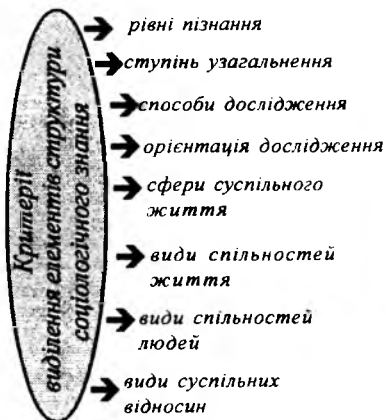 Критерії
виділення елементів структури
соціологічного знання
рівні пізнання
ступінь узагальнення
способи дослідження
орієнтація дослідження
сфери суспільного
життя
види спільностей
життя
види спільностей
людей
види суспільних
відносин